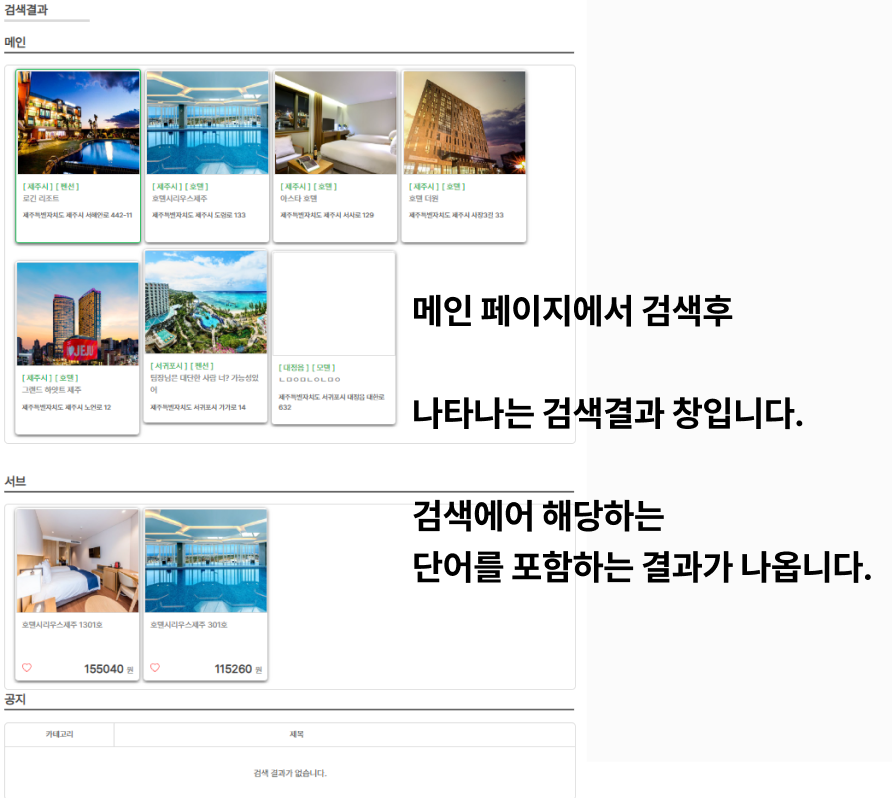 검색결과
메인
[ 제주시 ] [ 펜션 ]
로긴 리조트
제주특별자치도 제주시 서해안로 442-11
[ 제주시 ] [ 호텔 ]
호텔시리우스제주
제주특별자치도 제주시 도령로 133
[ 제주시 ] [ 호텔 ]
아스타 호텔
제주특별자치도 제주시 서사로 129
[ 제주시 ] [ 호텔 ]
호텔 더원
제주특별자치도 제주시 사장3길 33
JEJU
[ 제주시 ] [ 호텔 ]
그랜드 하얏트 제주
제주특별자치도 제주시 노연로 12
[ 서귀포시 ] [ 펜션 ]
팀장님은 대단한 사람 너? 가능성있
어
제주특별자치도 서귀포시 가가로 14
[ 대정읍 ] [ 모텔 ]
제주특별자치도 서귀포시 대정읍 대한로
632
메인 페이지에서 검색후
나타나는 검색결과 창입니다.
검색에어 해당하는
단어를 포함하는 결과가 나옵니다.
서브
호텔시리우스제주 1301호
155040 원
호텔시리우스제주 301호
115260 원
공지
카테고리 제목
검색 결과가 없습니다.